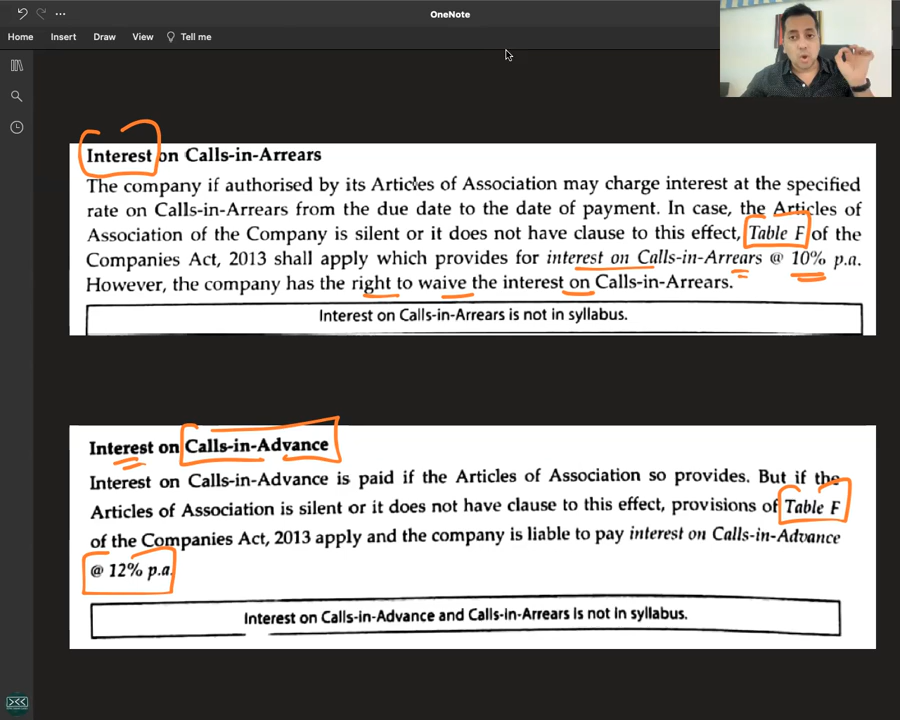 OneNote
Home Insert Draw View Tell me
Interest on Calls-in-Arrears
The company if authorised by its Articles of Association may charge interest at the specified
rate on Calls-in-Arrears from the due date to the date of payment. In case, the Articles of
Association of the Company is silent or it does not have clause to this effect, Table F of the
Companies Act, 2013 shall apply which provides for interest on Calls-in-Arrears @ 10% p.a.
However, the company has the right to waive the interest on Calls-in-Arrears.
Interest on Calls-in-Arrears is not in syllabus.
Interest on Calls-in-Advance
Interest on Calls-in-Advance is paid if the Articles of Association so provides. But if the
Articles of Association is silent or it does not have clause to this effect, provisions of Table F
of the Companies Act, 2013 apply and the company is liable to pay interest on Calls-in-Advance
@ 12% p.a.
Interest on Calls-in-Advance and Calls-in-Arrears is not in syllabus.